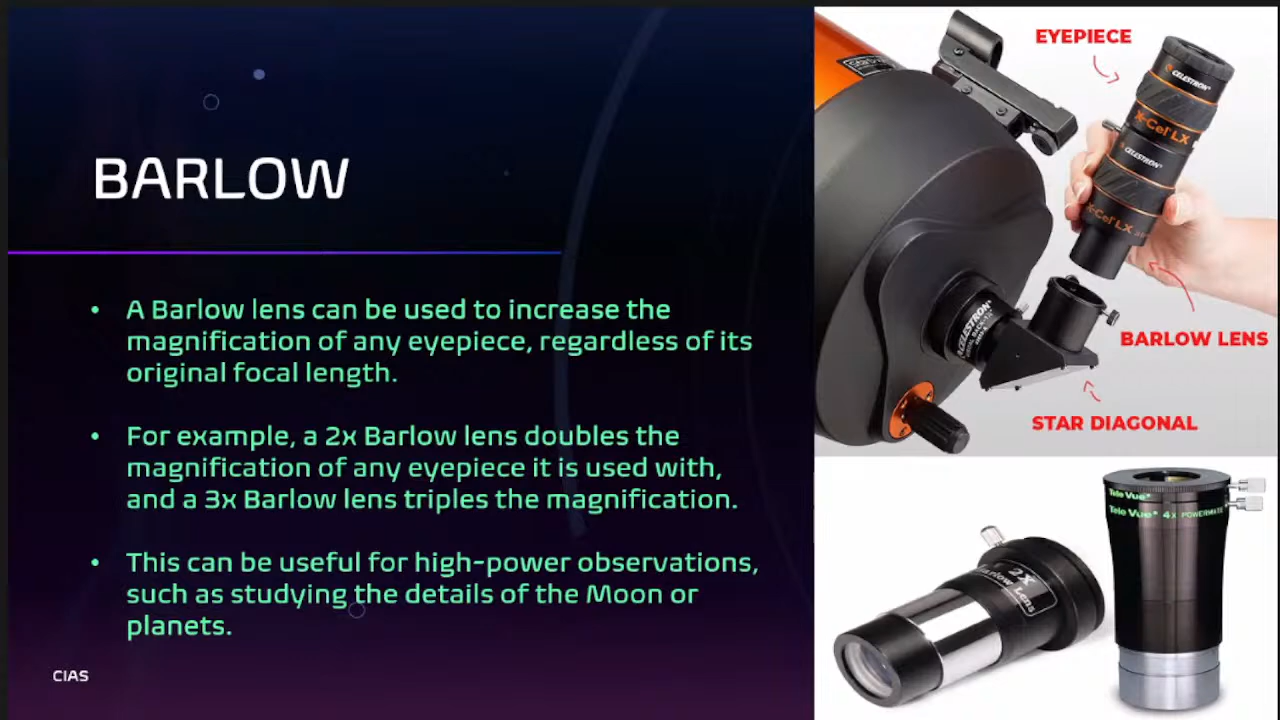 BARLOW
• A Barlow lens can be used to increase the
magnification of any eyepiece, regardless of its
original focal length.
• For example, a 2x Barlow lens doubles the
magnification of any eyepiece it is used with,
and a 3x Barlow lens triples the magnification.
• This can be useful for high-power observations,
such as studying the details of the Moon or
planets.
CIAS
EYEPIECE
CELESTRON
X-Cel LX
CELESTRON
X-Cel LX
CELESTRON
BARLOW LENS
STAR DIAGONAL
2X
Barlow Lens
Tele Vue®
Tele Vue® 4x POWERMATE